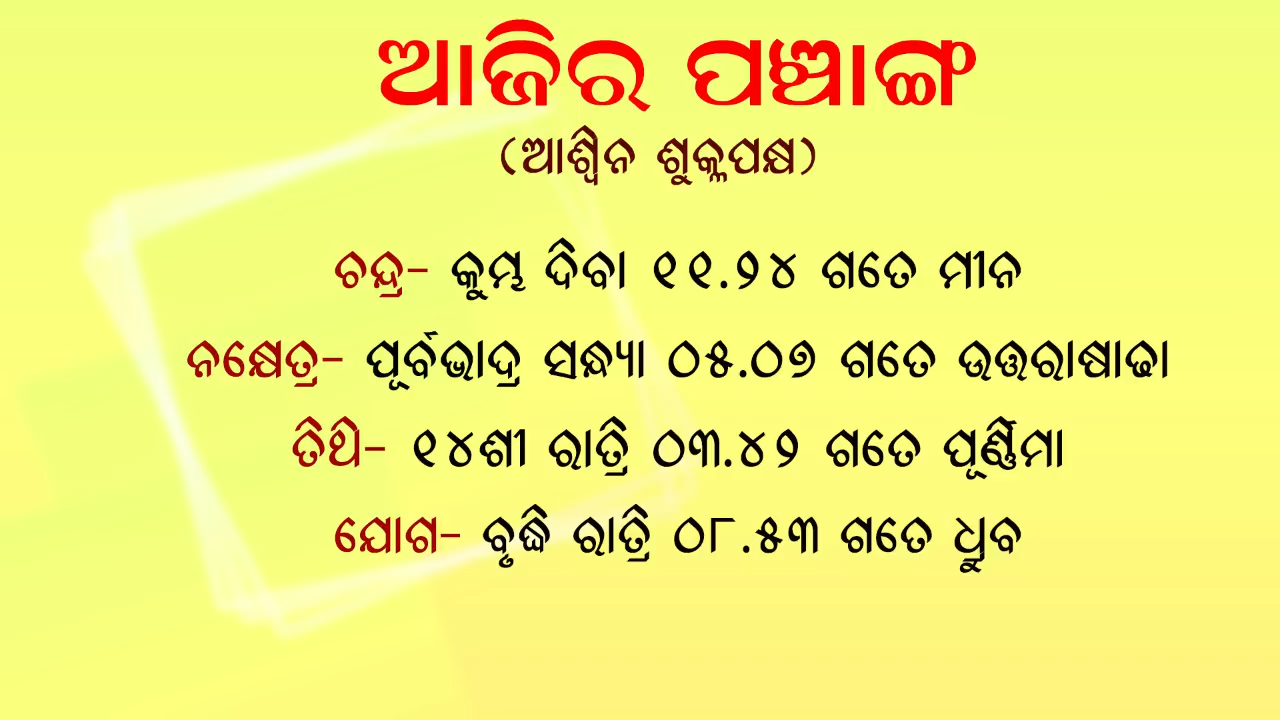 ଆଜିର ପଞ୍ଚାଙ୍ଗ
(ଆଶ୍ୱିନ ଶୁକ୍ଳପକ୍ଷ)
ଚନ୍ଦ୍ର- କୁମ୍ଭ ଦିବା ୧୧.୨୪ ଗତେ ମୀନ
ନକ୍ଷେତ୍ର- ପୂର୍ବଭାଦ୍ର ସନ୍ଧ୍ୟା ୦୫.୦୭ ଗତେ ଉତ୍ତରାଷାଢା
ତିଥି- ୧୪ଶୀ ରାତ୍ରି ୦୩.୪୨ ଗତେ ପୂର୍ଣ୍ଣିମା
ଯୋଗ- ବୃଦ୍ଧି ରାତ୍ରି ୦୮.୫୩ ଗତେ ଧ୍ରୁବ